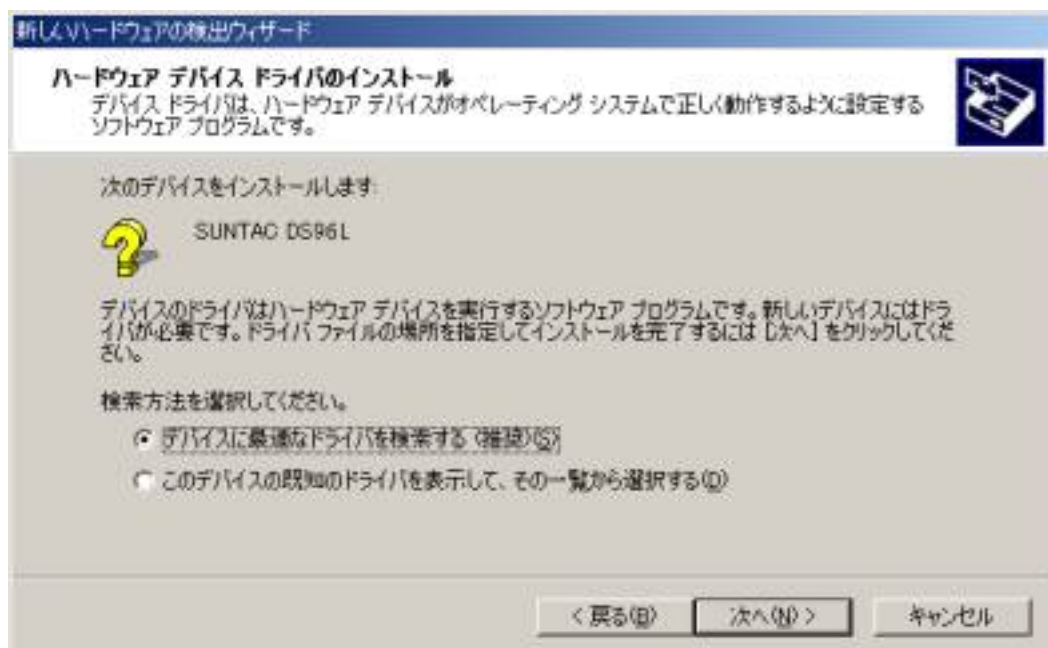 新しいハードウェアの検出ウィザード
ハードウェア デバイス ドライバのインストール
デバイス ドライバは、ハードウェア デバイスがオペレーティング システムで正しく動作するように設定する
ソフトウェア プログラムです。
次のデバイスをインストールします:
SUNTAC DS96L
デバイスのドライバはハードウェア デバイスを実行するソフトウェア プログラムです。新しいデバイスにはドラ
イバが必要です。ドライバ ファイルの場所を指定してインストールを完了するには [次へ] をクリックしてくだ
さい。
検索方法を選択してください。
デバイスに最適なドライバを検索する (推奨)(S)
このデバイスの既知のドライバを表示して、その一覧から選択する(D)
< 戻る(B) 次へ(N) > キャンセル